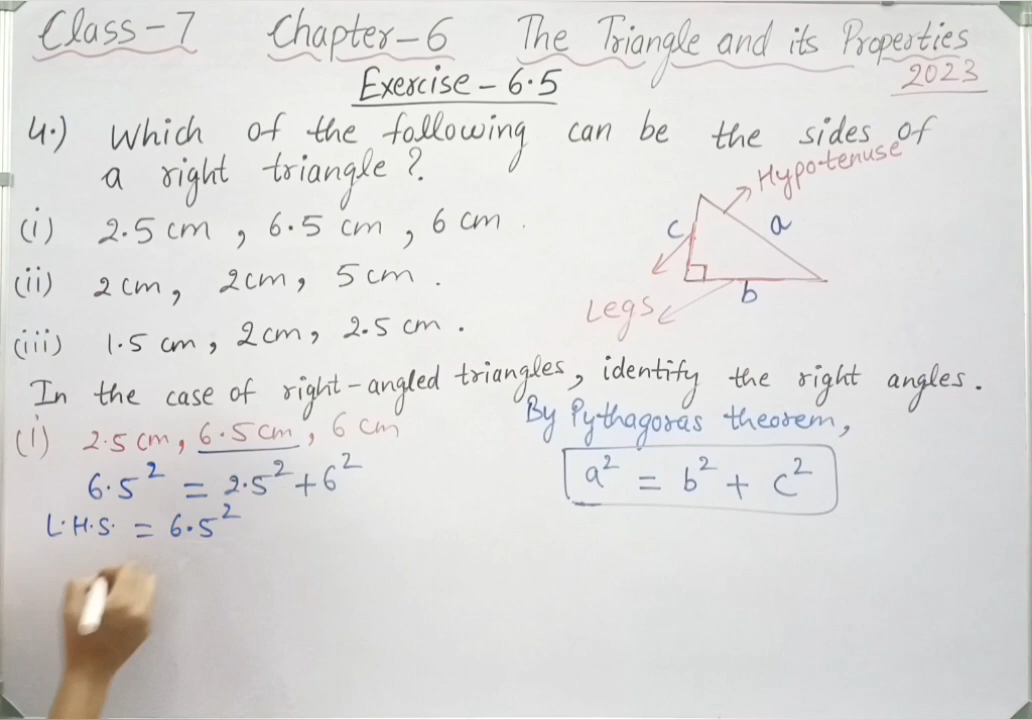 Class-7 Chapter-6 The Triangle and its Properties
2023
Exercise - 6.5
4.) Which of the following can be the sides of
a right triangle ?
(i) 2.5 cm , 6.5 cm , 6 cm .
(ii) 2 cm, 2cm, 5 cm .
(iii) 1.5 cm , 2cm, 2.5 cm .
Hypotenuse
c
a
b
Legs
In the case of right-angled triangles, identify the right angles.
(i) 2.5 cm, 6.5 cm, 6 cm
6.5² = 2.5² + 6²
L.H.S. = 6.5²
By Pythagoras theorem,
a² = b² + c²